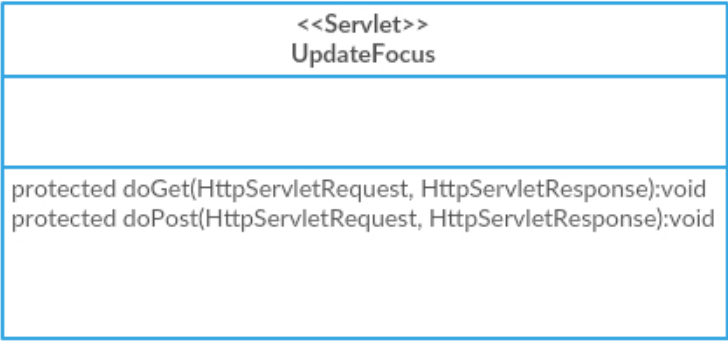 <<Servlet>>
UpdateFocus
protected doGet(HttpServletRequest, HttpServletResponse):void
protected doPost(HttpServletRequest, HttpServletResponse):void